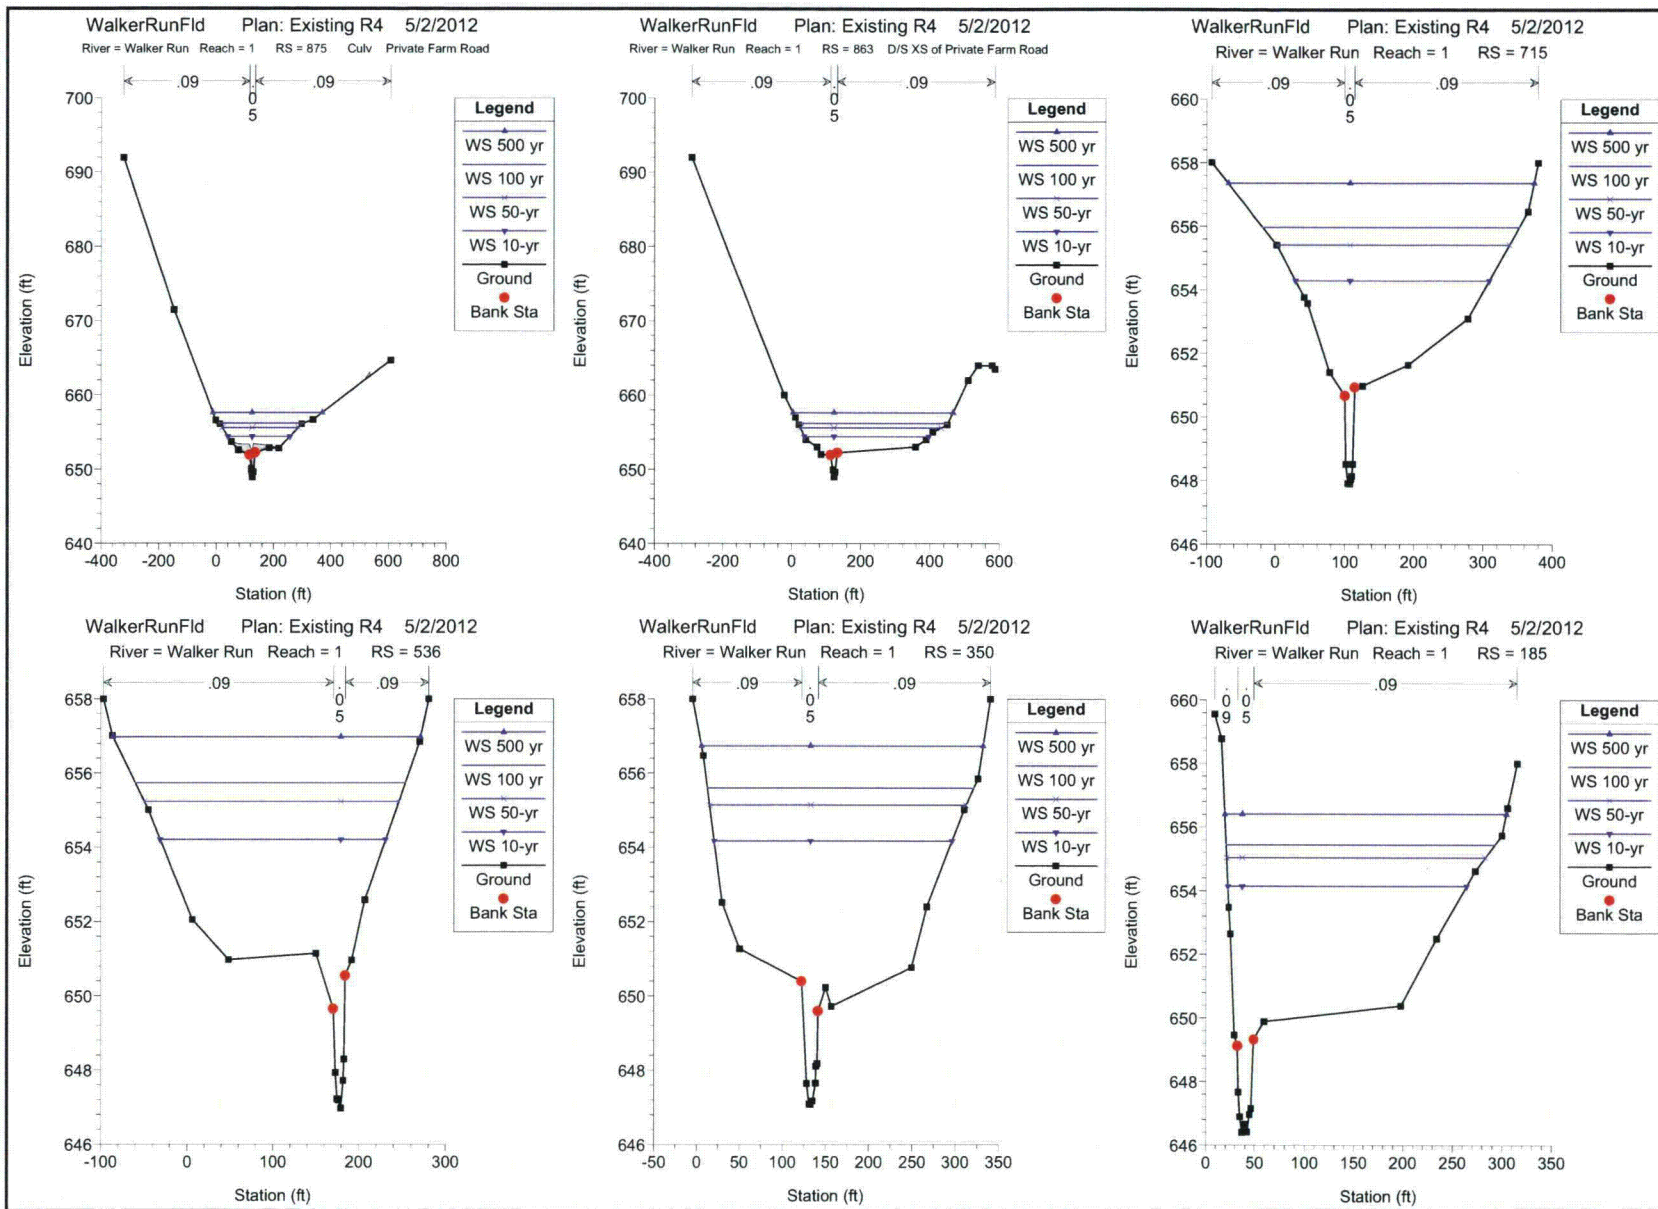 WalkerRunFld Plan: Existing R4 5/2/2012
River = Walker Run Reach = 1 RS = 875 Culv Private Farm Road
.09 .05 .09
Legend
WS 500 yr
WS 100 yr
WS 50-yr
WS 10-yr
Ground
Bank Sta
Elevation (ft)
700
690
680
670
660
650
640
-400 -200 0 200 400 600 800
Station (ft)
WalkerRunFld Plan: Existing R4 5/2/2012
River = Walker Run Reach = 1 RS = 863 D/S XS of Private Farm Road
.09 .05 .09
Legend
WS 500 yr
WS 100 yr
WS 50-yr
WS 10-yr
Ground
Bank Sta
Elevation (ft)
700
690
680
670
660
650
640
-400 -200 0 200 400 600
Station (ft)
WalkerRunFld Plan: Existing R4 5/2/2012
River = Walker Run Reach = 1 RS = 715
.09 .05 .09
Legend
WS 500 yr
WS 100 yr
WS 50-yr
WS 10-yr
Ground
Bank Sta
Elevation (ft)
660
658
656
654
652
650
648
646
-100 0 100 200 300 400
Station (ft)
WalkerRunFld Plan: Existing R4 5/2/2012
River = Walker Run Reach = 1 RS = 536
.09 .05 .09
Legend
WS 500 yr
WS 100 yr
WS 50-yr
WS 10-yr
Ground
Bank Sta
Elevation (ft)
658
656
654
652
650
648
646
-100 0 100 200 300
Station (ft)
WalkerRunFld Plan: Existing R4 5/2/2012
River = Walker Run Reach = 1 RS = 350
.09 .05 .09
Legend
WS 500 yr
WS 100 yr
WS 50-yr
WS 10-yr
Ground
Bank Sta
Elevation (ft)
658
656
654
652
650
648
646
-50 0 50 100 150 200 250 300 350
Station (ft)
WalkerRunFld Plan: Existing R4 5/2/2012
River = Walker Run Reach = 1 RS = 185
.09 .05 .09
Legend
WS 500 yr
WS 100 yr
WS 50-yr
WS 10-yr
Ground
Bank Sta
Elevation (ft)
660
658
656
654
652
650
648
646
0 50 100 150 200 250 300 350
Station (ft)